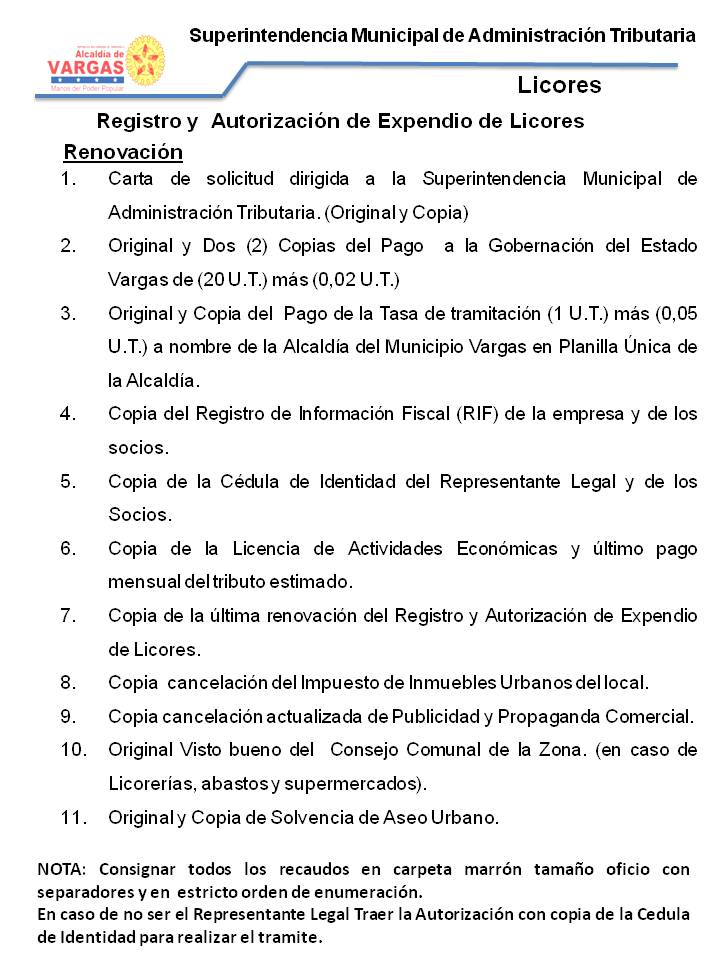 Superintendencia Municipal de Administración Tributaria
Alcaldía de
VARGAS
Manos del Poder Popular
Licores
Registro y Autorización de Expendio de Licores
Renovación
1. Carta de solicitud dirigida a la Superintendencia Municipal de
Administración Tributaria. (Original y Copia)
2. Original y Dos (2) Copias del Pago a la Gobernación del Estado
Vargas de (20 U.T.) más (0,02 U.T.)
3. Original y Copia del Pago de la Tasa de tramitación (1 U.T.) más (0,05
U.T.) a nombre de la Alcaldía del Municipio Vargas en Planilla Única de
la Alcaldía.
4. Copia del Registro de Información Fiscal (RIF) de la empresa y de los
socios.
5. Copia de la Cédula de Identidad del Representante Legal y de los
Socios.
6. Copia de la Licencia de Actividades Económicas y último pago
mensual del tributo estimado.
7. Copia de la última renovación del Registro y Autorización de Expendio
de Licores.
8. Copia cancelación del Impuesto de Inmuebles Urbanos del local.
9. Copia cancelación actualizada de Publicidad y Propaganda Comercial.
10. Original Visto bueno del Consejo Comunal de la Zona. (en caso de
Licorerías, abastos y supermercados).
11. Original y Copia de Solvencia de Aseo Urbano.
NOTA: Consignar todos los recaudos en carpeta marrón tamaño oficio con
separadores y en estricto orden de enumeración.
En caso de no ser el Representante Legal Traer la Autorización con copia de la Cedula
de Identidad para realizar el tramite.